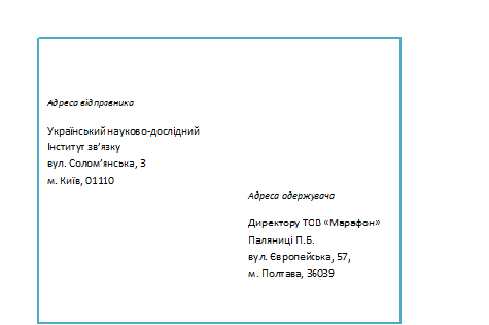 Адреса відправника
Український науково-дослідний
Інститут зв’язку
вул. Солом’янська, 3
м. Київ, 01110
Адреса одержувача
Директору ТОВ «Марафон»
Паляниці П.Б.
вул. Європейська, 57,
м. Полтава, 36039